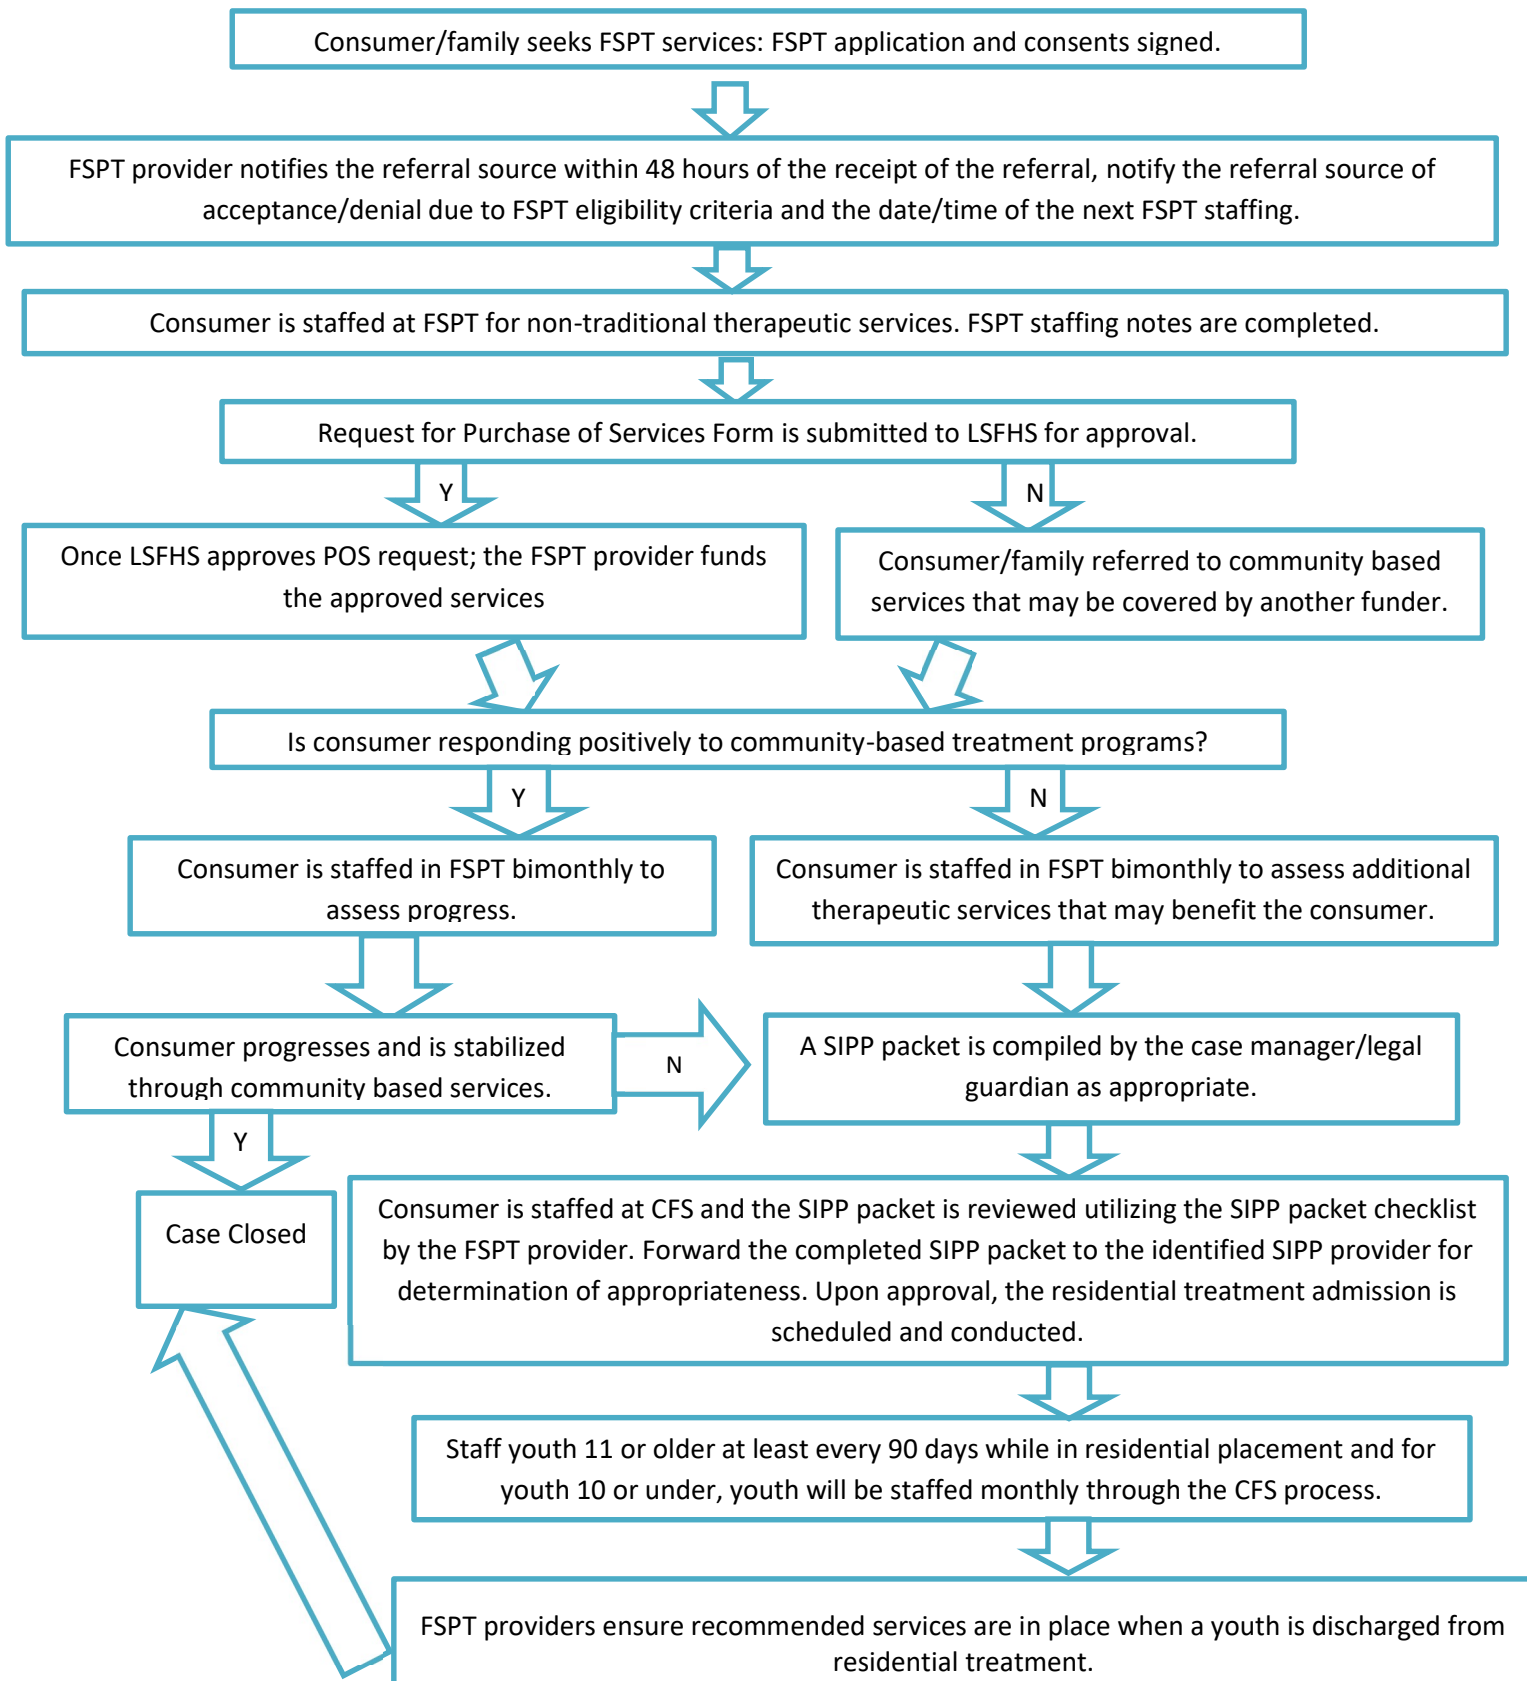 Consumer/family seeks FSPT services: FSPT application and consents signed.
FSPT provider notifies the referral source within 48 hours of the receipt of the referral, notify the referral source of
acceptance/denial due to FSPT eligibility criteria and the date/time of the next FSPT staffing.
Consumer is staffed at FSPT for non-traditional therapeutic services. FSPT staffing notes are completed.
Request for Purchase of Services Form is submitted to LSFHS for approval.
Y
N
Once LSFHS approves POS request; the FSPT provider funds
the approved services
Consumer/family referred to community based
services that may be covered by another funder.
Is consumer responding positively to community-based treatment programs?
Y
N
Consumer is staffed in FSPT bimonthly to
assess progress.
Consumer is staffed in FSPT bimonthly to assess additional
therapeutic services that may benefit the consumer.
Consumer progresses and is stabilized
through community based services.
N
A SIPP packet is compiled by the case manager/legal
guardian as appropriate.
Y
Case Closed
Consumer is staffed at CFS and the SIPP packet is reviewed utilizing the SIPP packet checklist
by the FSPT provider. Forward the completed SIPP packet to the identified SIPP provider for
determination of appropriateness. Upon approval, the residential treatment admission is
scheduled and conducted.
Staff youth 11 or older at least every 90 days while in residential placement and for
youth 10 or under, youth will be staffed monthly through the CFS process.
FSPT providers ensure recommended services are in place when a youth is discharged from
residential treatment.